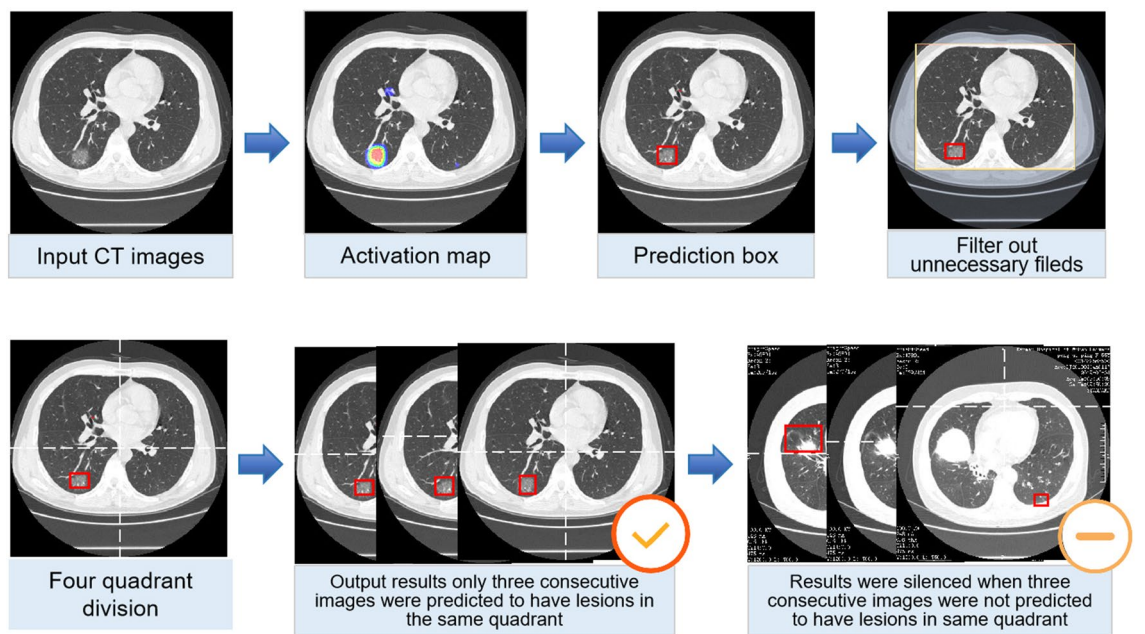 Input CT images
Activation map
Prediction box
Filter out
unnecessary fileds
Four quadrant
division
Output results only three consecutive
images were predicted to have lesions in
the same quadrant
Results were silenced when three
consecutive images were not predicted
to have lesions in same quadrant